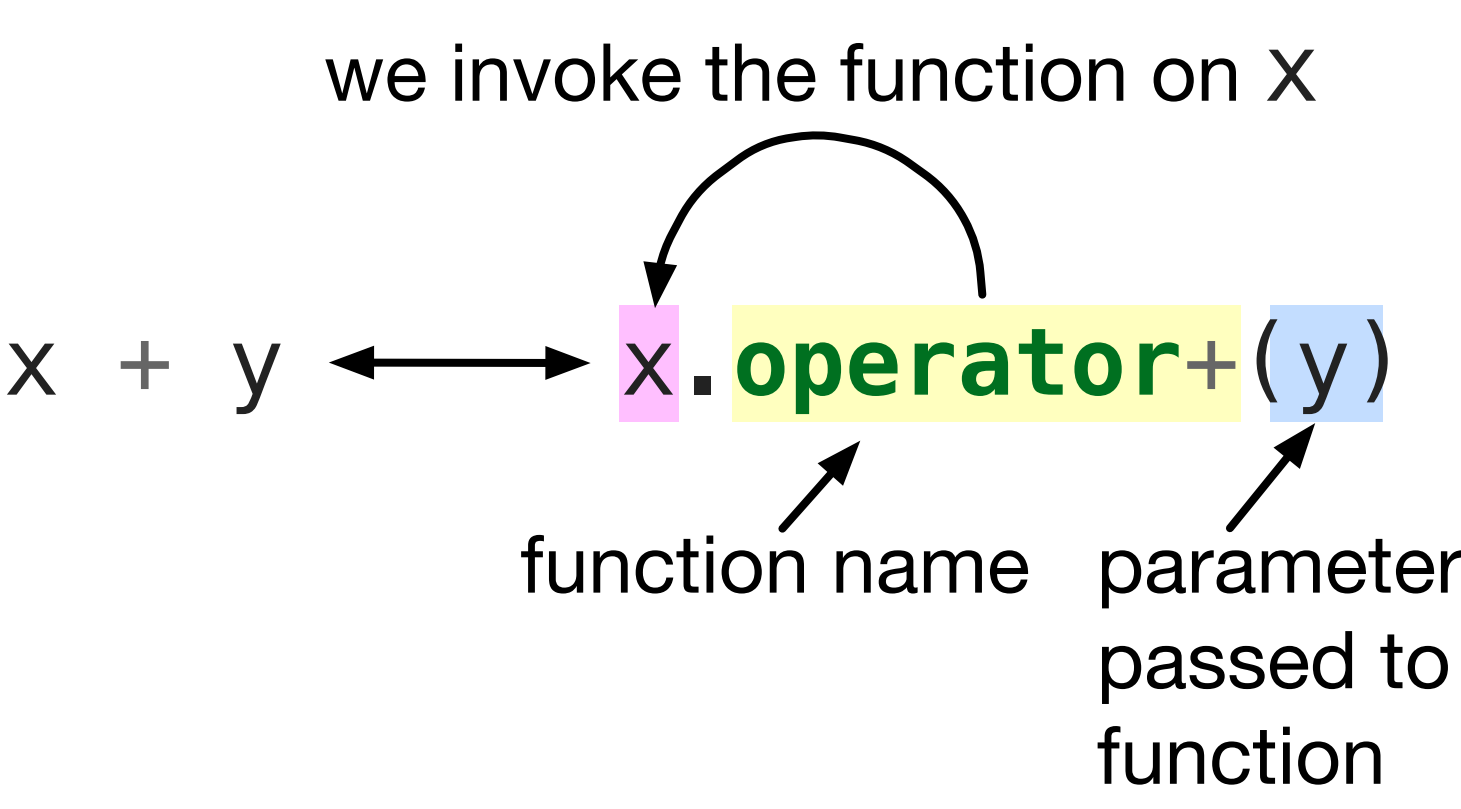 we invoke the function on x
x + y x.operator+(y)
function name
parameter
passed to
function